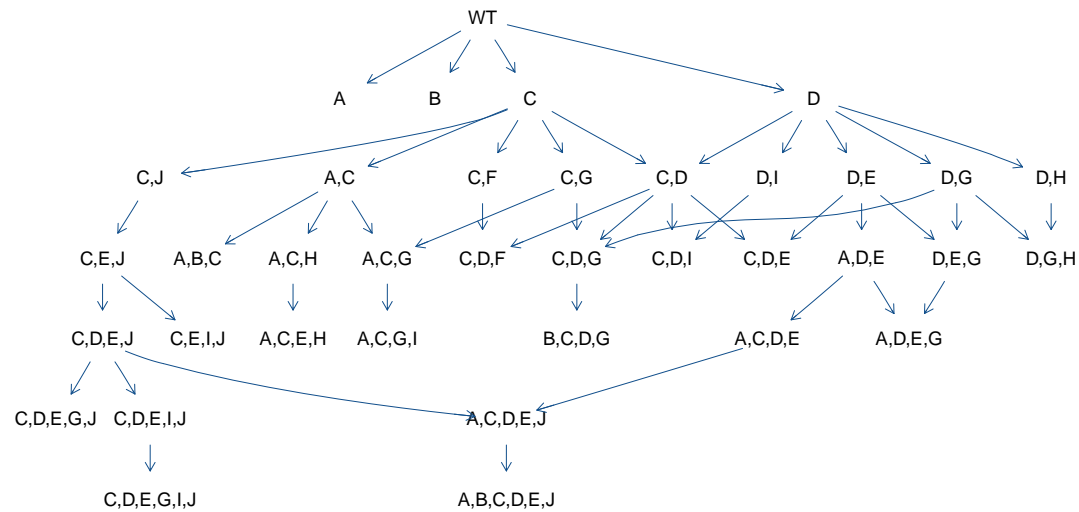 WT
A B C D
C,J A,C C,F C,G C,D D,I D,E D,G D,H
C,E,J A,B,C A,C,H A,C,G C,D,F C,D,G C,D,I C,D,E A,D,E D,E,G D,G,H
C,D,E,J C,E,I,J A,C,E,H A,C,G,I B,C,D,G A,C,D,E A,D,E,G
C,D,E,G,J C,D,E,I,J A,C,D,E,J
C,D,E,G,I,J A,B,C,D,E,J